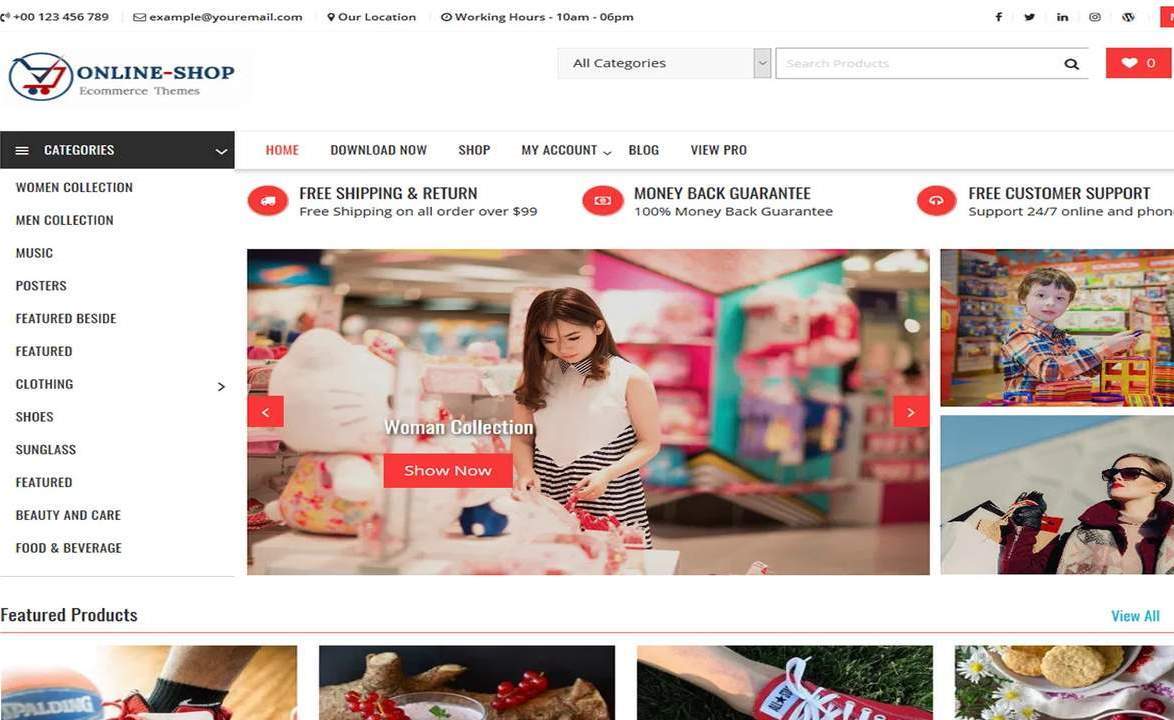 +00 123 456 789 example@youremail.com Our Location Working Hours - 10am - 06pm
ONLINE-SHOP
Ecommerce Themes
All Categories
Search Products
0
CATEGORIES
HOME DOWNLOAD NOW SHOP MY ACCOUNT BLOG VIEW PRO
WOMEN COLLECTION
MEN COLLECTION
MUSIC
POSTERS
FEATURED BESIDE
FEATURED
CLOTHING
SHOES
SUNGLASS
FEATURED
BEAUTY AND CARE
FOOD & BEVERAGE
FREE SHIPPING & RETURN
Free Shipping on all order over $99
MONEY BACK GUARANTEE
100% Money Back Guarantee
FREE CUSTOMER SUPPORT
Support 24/7 online and phon
Woman Collection
Show Now
Featured Products
View All
SPALDING
ALL STAR